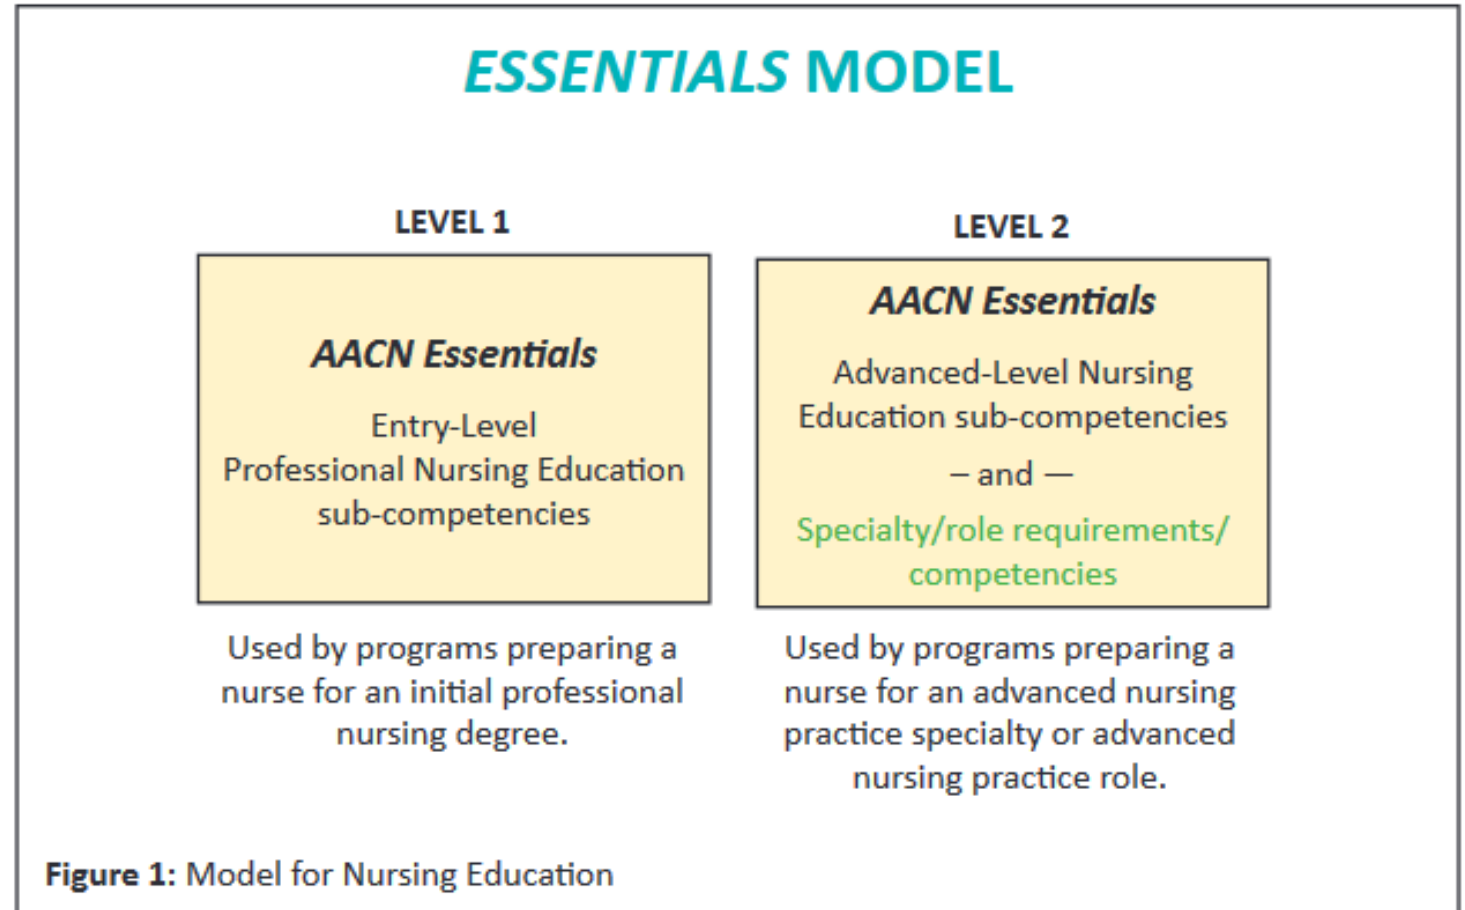 ESSENTIALS MODEL
LEVEL 1
AACN Essentials
Entry-Level
Professional Nursing Education
sub-competencies
Used by programs preparing a
nurse for an initial professional
nursing degree.
LEVEL 2
AACN Essentials
Advanced-Level Nursing
Education sub-competencies
– and —
Specialty/role requirements/
competencies
Used by programs preparing a
nurse for an advanced nursing
practice specialty or advanced
nursing practice role.
Figure 1: Model for Nursing Education